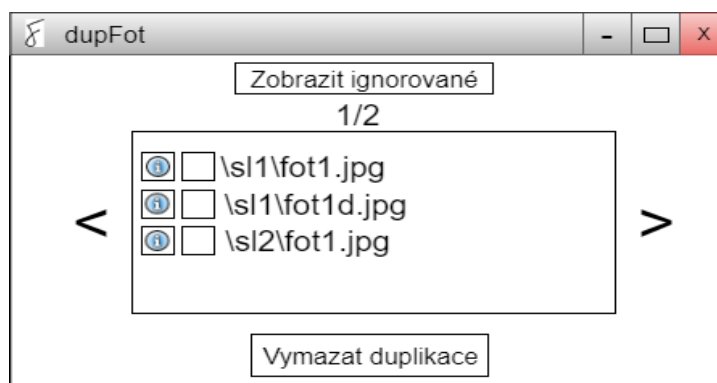 dupFot - x
Zobrazit ignorované
1/2
\sl1\fot1.jpg
\sl1\fot1d.jpg
< >
\sl2\fot1.jpg
Vymazat duplikace